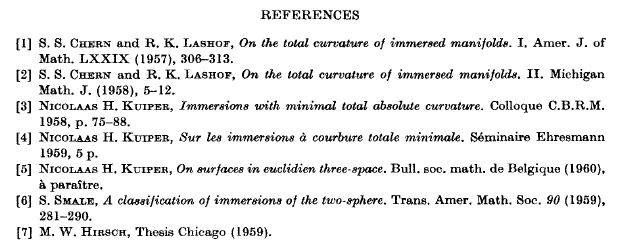 REFERENCES
[1] S. S. CHERN and R. K. LASHOF, On the total curvature of immersed manifolds. I. Amer. J. of
Math. LXXIX (1957), 306–313.
[2] S. S. CHERN and R. K. LASHOF, On the total curvature of immersed manifolds. II. Michigan
Math. J. (1958), 5–12.
[3] NICOLAAS H. KUIPER, Immersions with minimal total absolute curvature. Colloque C.B.R.M.
1958, p. 75–88.
[4] NICOLAAS H. KUIPER, Sur les immersions à courbure totale minimale. Séminaire Ehresmann
1959, 5 p.
[5] NICOLAAS H. KUIPER, On surfaces in euclidien three-space. Bull. soc. math. de Belgique (1960),
à paraître.
[6] S. SMALE, A classification of immersions of the two-sphere. Trans. Amer. Math. Soc. 90 (1959),
281–290.
[7] M. W. HIRSCH, Thesis Chicago (1959).